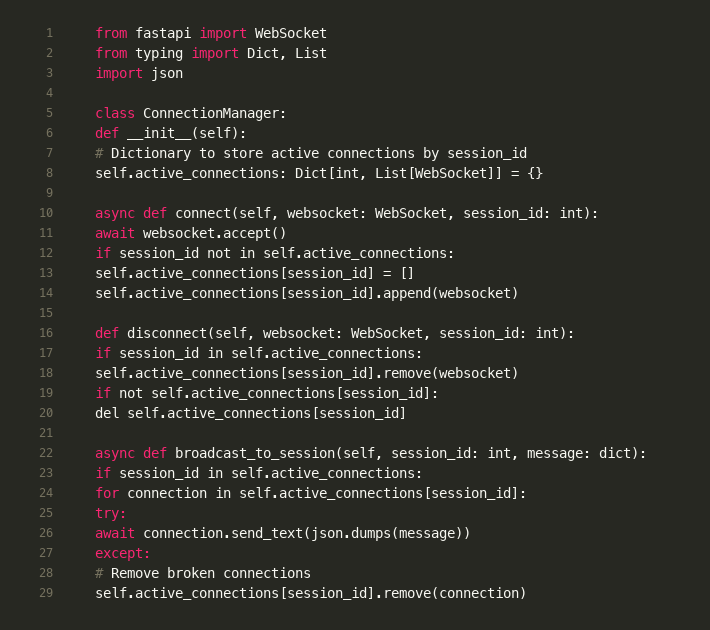 1 from fastapi import WebSocket
2 from typing import Dict, List
3 import json
4
5 class ConnectionManager:
6 def __init__(self):
7 # Dictionary to store active connections by session_id
8 self.active_connections: Dict[int, List[WebSocket]] = {}
9
10 async def connect(self, websocket: WebSocket, session_id: int):
11 await websocket.accept()
12 if session_id not in self.active_connections:
13 self.active_connections[session_id] = []
14 self.active_connections[session_id].append(websocket)
15
16 def disconnect(self, websocket: WebSocket, session_id: int):
17 if session_id in self.active_connections:
18 self.active_connections[session_id].remove(websocket)
19 if not self.active_connections[session_id]:
20 del self.active_connections[session_id]
21
22 async def broadcast_to_session(self, session_id: int, message: dict):
23 if session_id in self.active_connections:
24 for connection in self.active_connections[session_id]:
25 try:
26 await connection.send_text(json.dumps(message))
27 except:
28 # Remove broken connections
29 self.active_connections[session_id].remove(connection)